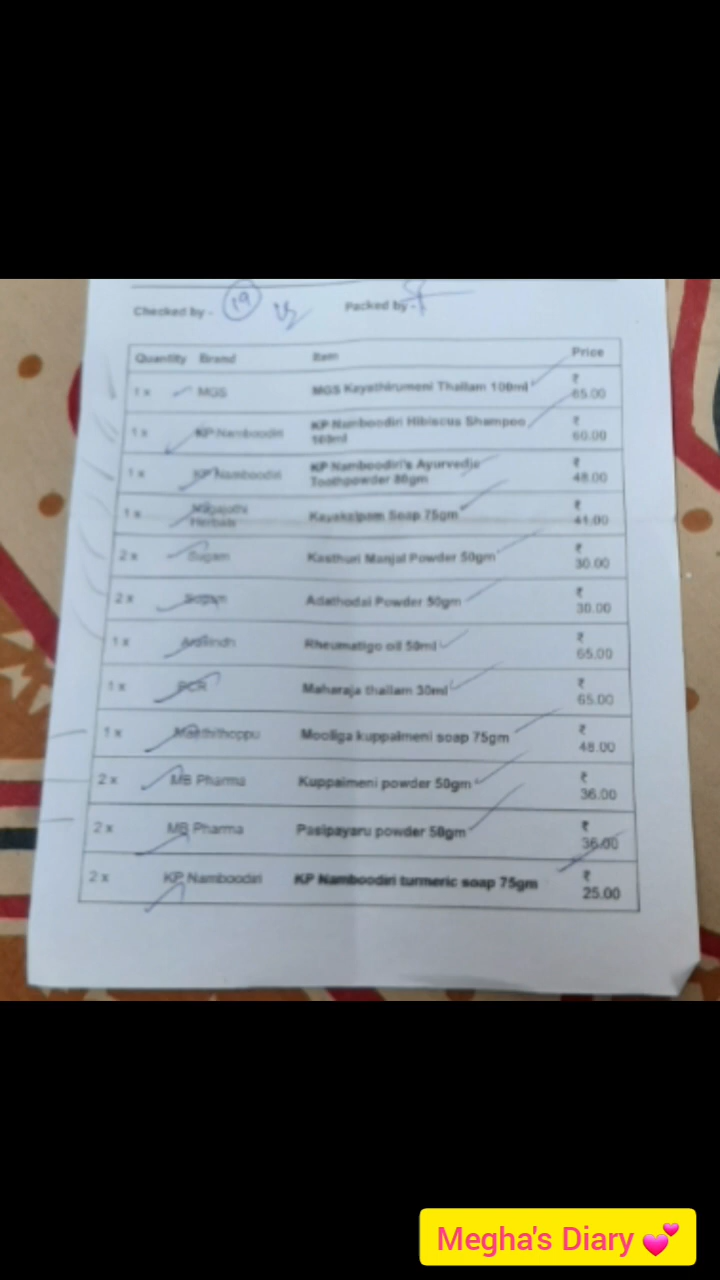 Checked by - 19 Packed by -
Quantity Brand Item Price
1 x MGS MGS Kayathirumeni Thailam 100ml ₹ 65.00
1 x KP Namboodiri KP Namboodiri Hibiscus Shampoo 100ml ₹ 60.00
1 x KP Namboodiri KP Namboodiri's Ayurvedic Toothpowder 80gm ₹ 48.00
1 x Herbals Kayakalpam Soap 75gm ₹ 41.00
2 x Sugam Kasthuri Manjal Powder 50gm ₹ 30.00
2 x Sugam Adathodai Powder 50gm ₹ 30.00
1 x Aravindh Rheumatigo oil 50ml ₹ 65.00
1 x PCR Maharaja thailam 30ml ₹ 65.00
1 x Mooliga kuppaimeni soap 75gm ₹ 48.00
2 x MB Pharma Kuppaimeni powder 50gm ₹ 36.00
2 x MB Pharma Pasipayaru powder 50gm ₹ 36.00
2 x KP Namboodiri KP Namboodiri turmeric soap 75gm ₹ 25.00
Megha's Diary 💕